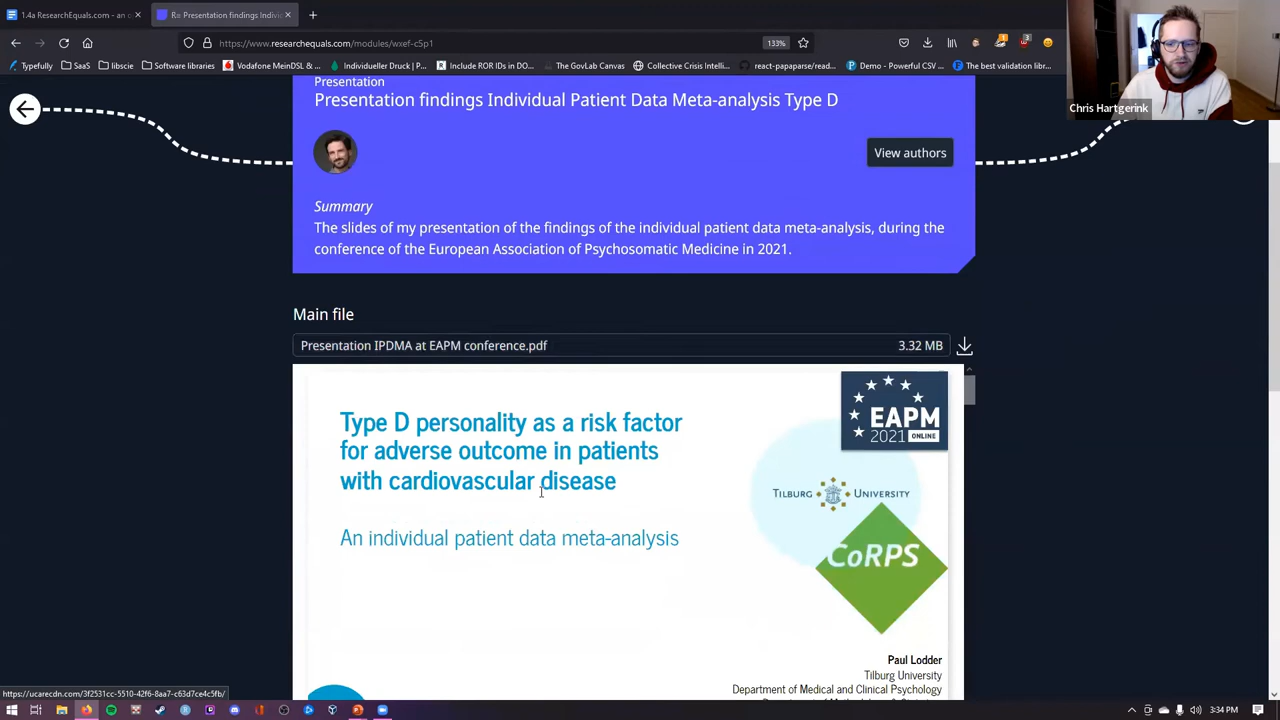 1.4a ResearchEquals.com - an o
Re Presentation findings Indivi
https://www.researchequals.com/modules/wxef-c5p1
133%
Typefully
SaaS
libscie
Software libraries
Vodafone MeinDSL & ...
Individueller Druck | P...
Include ROR IDs in DO...
The GovLab Canvas
Collective Crisis Intelli...
react-papaparse/read...
Demo - Powerful CSV ...
The best validation libr...
Chris Hartgerink
Presentation
Presentation findings Individual Patient Data Meta-analysis Type D
View authors
Summary
The slides of my presentation of the findings of the individual patient data meta-analysis, during the
conference of the European Association of Psychosomatic Medicine in 2021.
Main file
Presentation IPDMA at EAPM conference.pdf
3.32 MB
Type D personality as a risk factor
for adverse outcome in patients
with cardiovascular disease
An individual patient data meta-analysis
EAPM
2021 ONLINE
TILBURG UNIVERSITY
CoRPS
Paul Lodder
Tilburg University
Department of Medical and Clinical Psychology
https://ucarecdn.com/3f2531cc-5510-42f6-8aa7-c63d7ce4c5fb/
3:34 PM